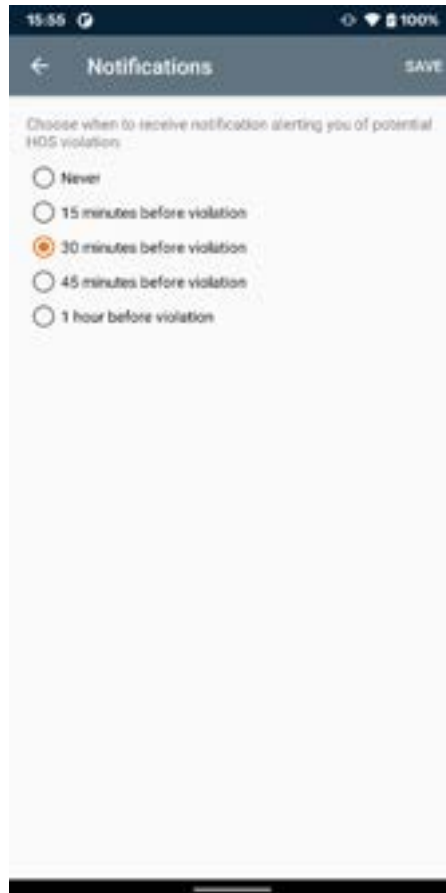 15:55 100%
Notifications SAVE
Choose when to receive notification alerting you of potential
HOS violation
Never
15 minutes before violation
30 minutes before violation
45 minutes before violation
1 hour before violation